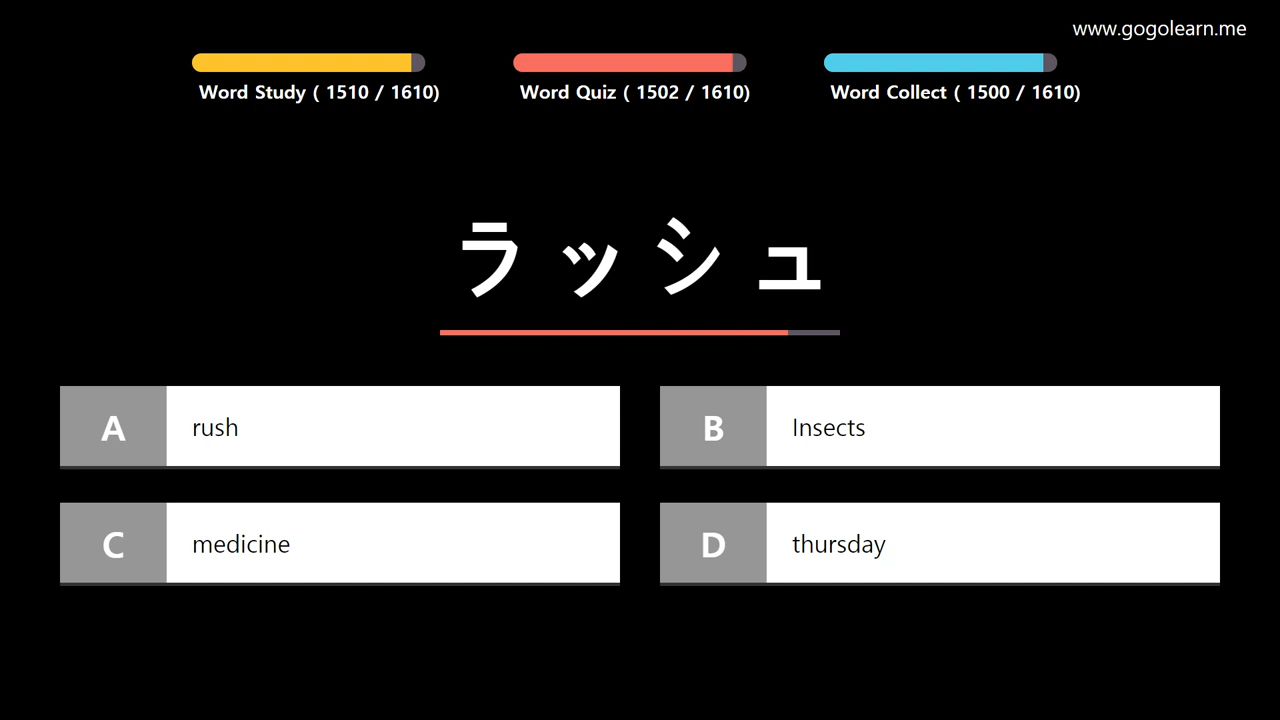 www.gogolearn.me
Word Study ( 1510 / 1610)
Word Quiz ( 1502 / 1610)
Word Collect ( 1500 / 1610)
ラッシュ
A rush
B Insects
C medicine
D thursday